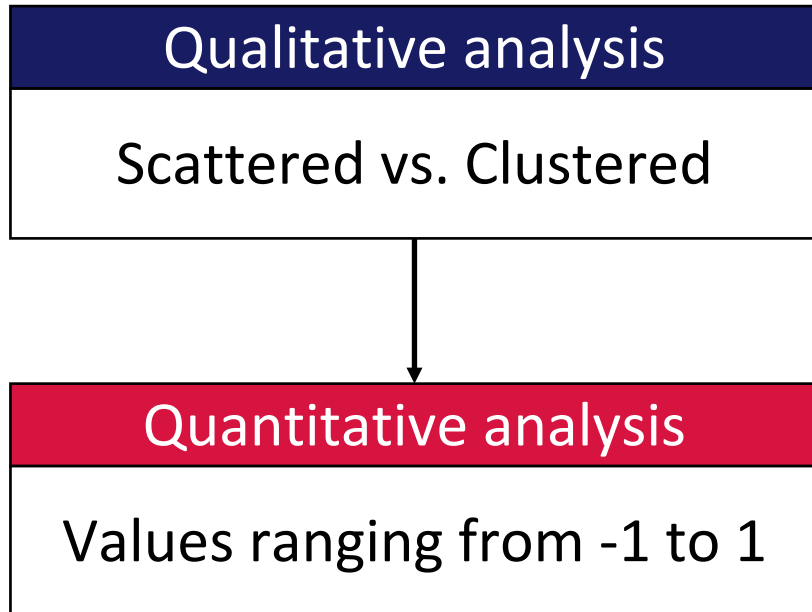 Qualitative analysis
Scattered vs. Clustered
Quantitative analysis
Values ranging from -1 to 1